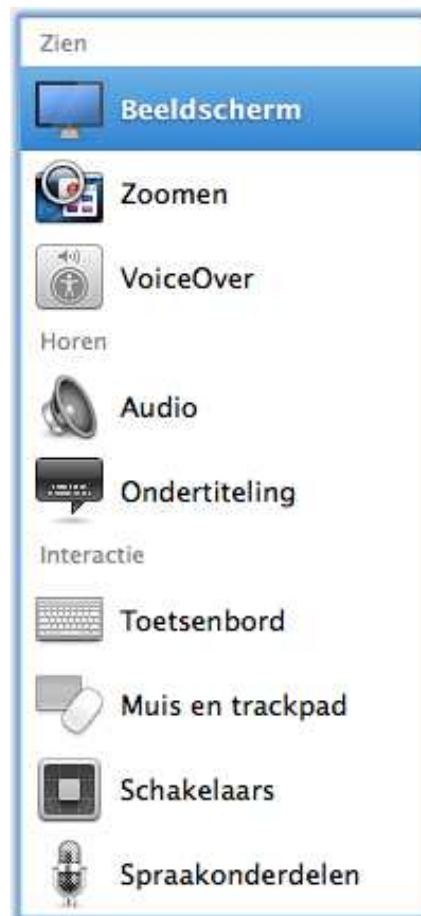 Zien
Beeldscherm
Zoomen
VoiceOver
Horen
Audio
Ondertiteling
Interactie
Toetsenbord
Muis en trackpad
Schakelaars
Spraakonderdelen